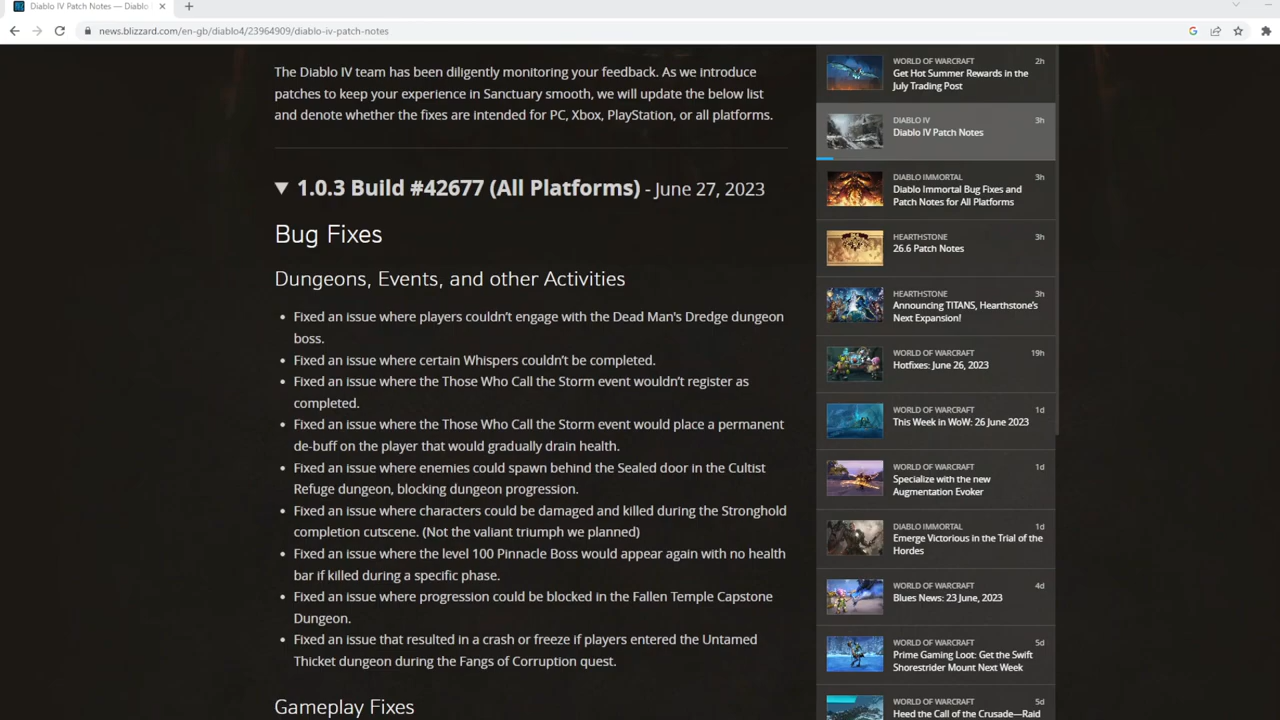 Diablo IV Patch Notes — Diablo
news.blizzard.com/en-gb/diablo4/23964909/diablo-iv-patch-notes
The Diablo IV team has been diligently monitoring your feedback. As we introduce
patches to keep your experience in Sanctuary smooth, we will update the below list
and denote whether the fixes are intended for PC, Xbox, PlayStation, or all platforms.
1.0.3 Build #42677 (All Platforms) - June 27, 2023
Bug Fixes
Dungeons, Events, and other Activities
• Fixed an issue where players couldn’t engage with the Dead Man's Dredge dungeon
boss.
• Fixed an issue where certain Whispers couldn’t be completed.
• Fixed an issue where the Those Who Call the Storm event wouldn’t register as
completed.
• Fixed an issue where the Those Who Call the Storm event would place a permanent
de-buff on the player that would gradually drain health.
• Fixed an issue where enemies could spawn behind the Sealed door in the Cultist
Refuge dungeon, blocking dungeon progression.
• Fixed an issue where characters could be damaged and killed during the Stronghold
completion cutscene. (Not the valiant triumph we planned)
• Fixed an issue where the level 100 Pinnacle Boss would appear again with no health
bar if killed during a specific phase.
• Fixed an issue where progression could be blocked in the Fallen Temple Capstone
Dungeon.
• Fixed an issue that resulted in a crash or freeze if players entered the Untamed
Thicket dungeon during the Fangs of Corruption quest.
Gameplay Fixes
WORLD OF WARCRAFT 2h
Get Hot Summer Rewards in the
July Trading Post
DIABLO IV 3h
Diablo IV Patch Notes
DIABLO IMMORTAL 3h
Diablo Immortal Bug Fixes and
Patch Notes for All Platforms
HEARTHSTONE 3h
26.6 Patch Notes
HEARTHSTONE 3h
Announcing TITANS, Hearthstone’s
Next Expansion!
WORLD OF WARCRAFT 19h
Hotfixes: June 26, 2023
WORLD OF WARCRAFT 1d
This Week in WoW: 26 June 2023
WORLD OF WARCRAFT 1d
Specialize with the new
Augmentation Evoker
DIABLO IMMORTAL 1d
Emerge Victorious in the Trial of the
Hordes
WORLD OF WARCRAFT 4d
Blues News: 23 June, 2023
WORLD OF WARCRAFT 5d
Prime Gaming Loot: Get the Swift
Shorestrider Mount Next Week
WORLD OF WARCRAFT 5d
Heed the Call of the Crusade—Raid